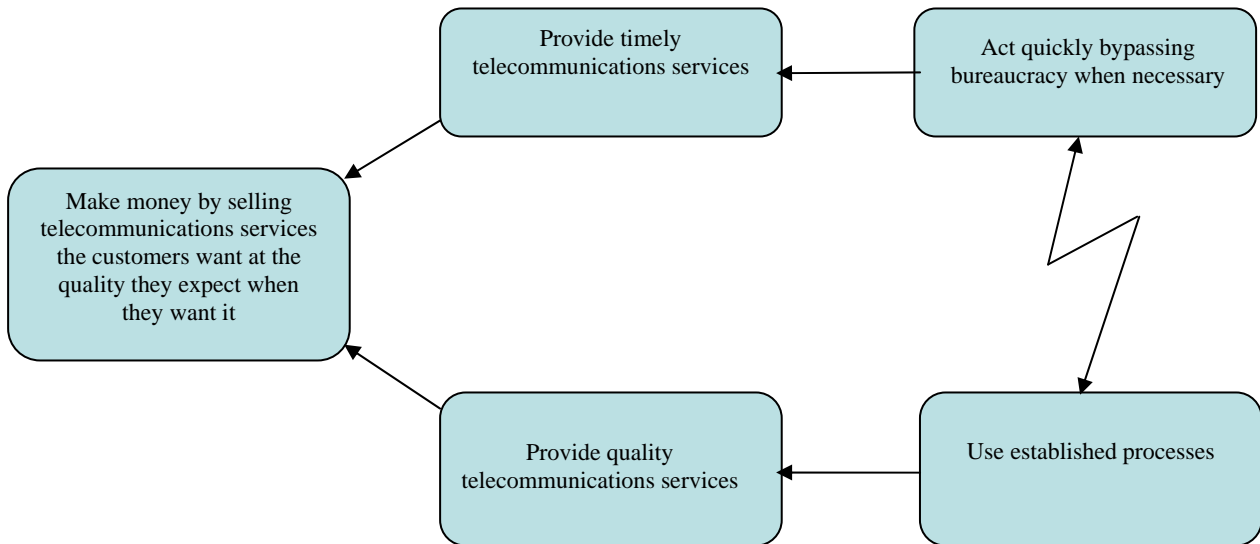 Provide timely
telecommunications services
Act quickly bypassing
bureaucracy when necessary
Make money by selling
telecommunications services
the customers want at the
quality they expect when
they want it
Provide quality
telecommunications services
Use established processes